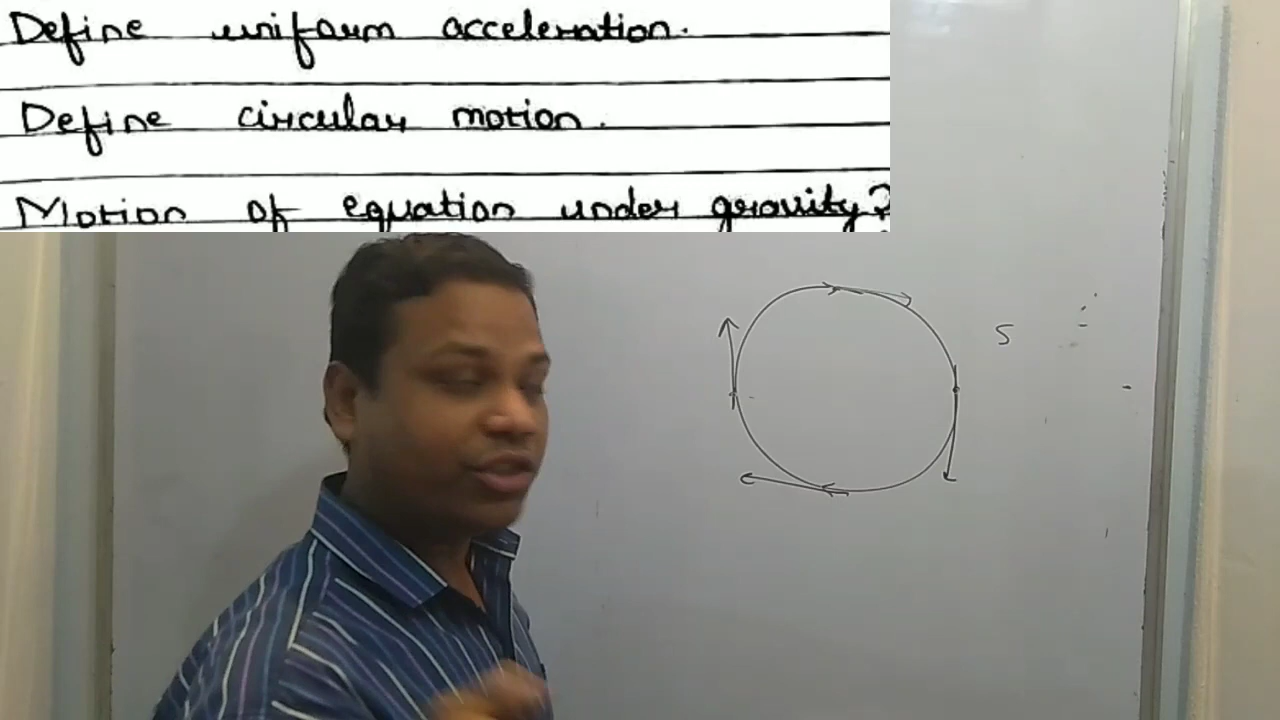 Define uniform acceleration.
Define circular motion.
Motion of equation under gravity?
S